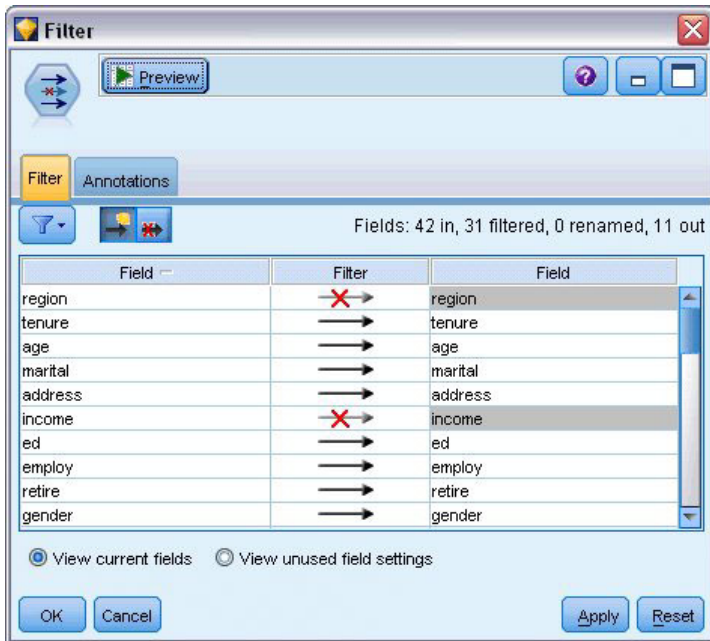 Filter
Preview
Filter Annotations
Fields: 42 in, 31 filtered, 0 renamed, 11 out
Field Filter Field
region region
tenure tenure
age age
marital marital
address address
income income
ed ed
employ employ
retire retire
gender gender
View current fields View unused field settings
OK Cancel Apply Reset